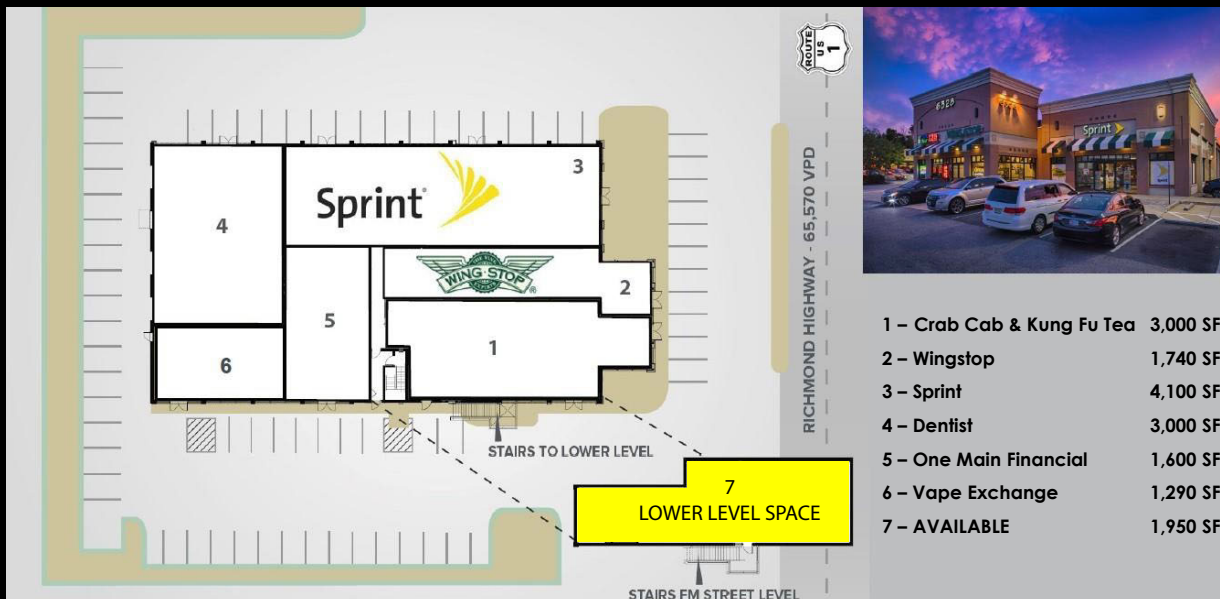 ROUTE
US
1
3
Sprint
4
WING·STOP
2
5
1
6
RICHMOND HIGHWAY - 65,570 VPD
STAIRS TO LOWER LEVEL
7
LOWER LEVEL SPACE
STAIRS FM STREET LEVEL
6328
Sprint
1 – Crab Cab & Kung Fu Tea 3,000 SF
2 – Wingstop 1,740 SF
3 – Sprint 4,100 SF
4 – Dentist 3,000 SF
5 – One Main Financial 1,600 SF
6 – Vape Exchange 1,290 SF
7 – AVAILABLE 1,950 SF